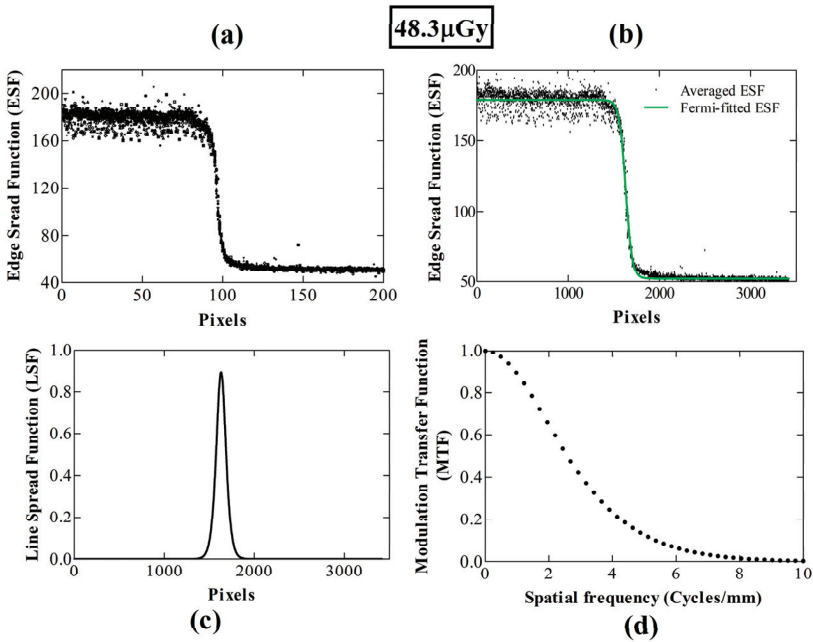 48.3μGy
(a)
Edge Sread Function (ESF)
200
160
120
80
40
0
50
100
150
200
Pixels
(b)
Edge Sread Function (ESF)
200
150
100
50
Averaged ESF
Fermi-fitted ESF
0
1000
2000
3000
Pixels
Line Spread Function (LSF)
1.0
0.8
0.6
0.4
0.2
0.0
0
1000
2000
3000
Pixels
(c)
Modulation Transfer Function
(MTF)
1.0
0.8
0.6
0.4
0.2
0.0
0
2
4
6
8
10
Spatial frequency (Cycles/mm)
(d)